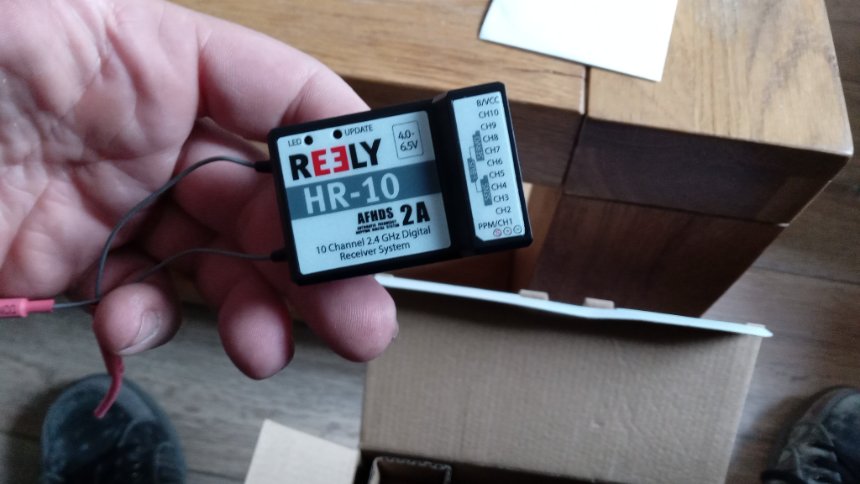 LED UPDATE
REELY
4.0-
6.5V
HR-10
AFHDS 2A
10 Channel 2.4 GHz Digital
Receiver System
B/VCC
CH10
CH9
CH8
CH7
CH6
CH5
CH4
CH3
CH2
PPM/CH1